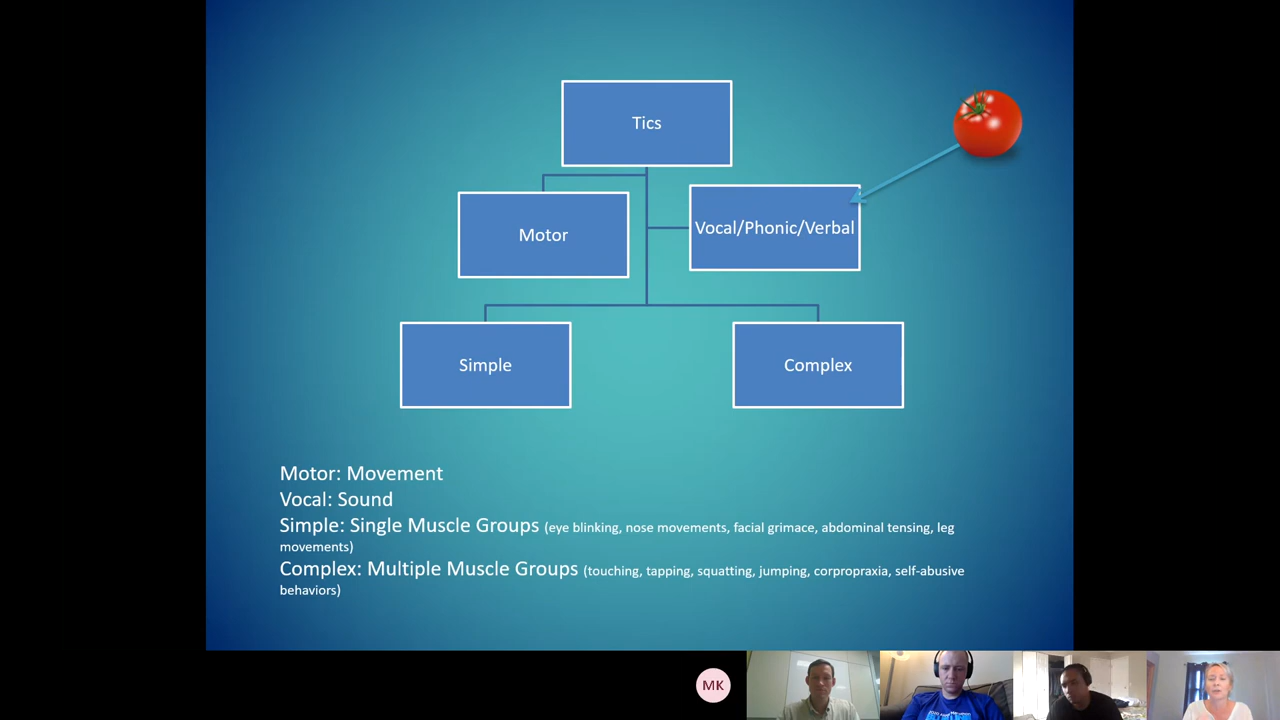 Tics
Motor
Vocal/Phonic/Verbal
Simple
Complex
Motor: Movement
Vocal: Sound
Simple: Single Muscle Groups (eye blinking, nose movements, facial grimace, abdominal tensing, leg
movements)
Complex: Multiple Muscle Groups (touching, tapping, squatting, jumping, corpropraxia, self-abusive
behaviors)
MK